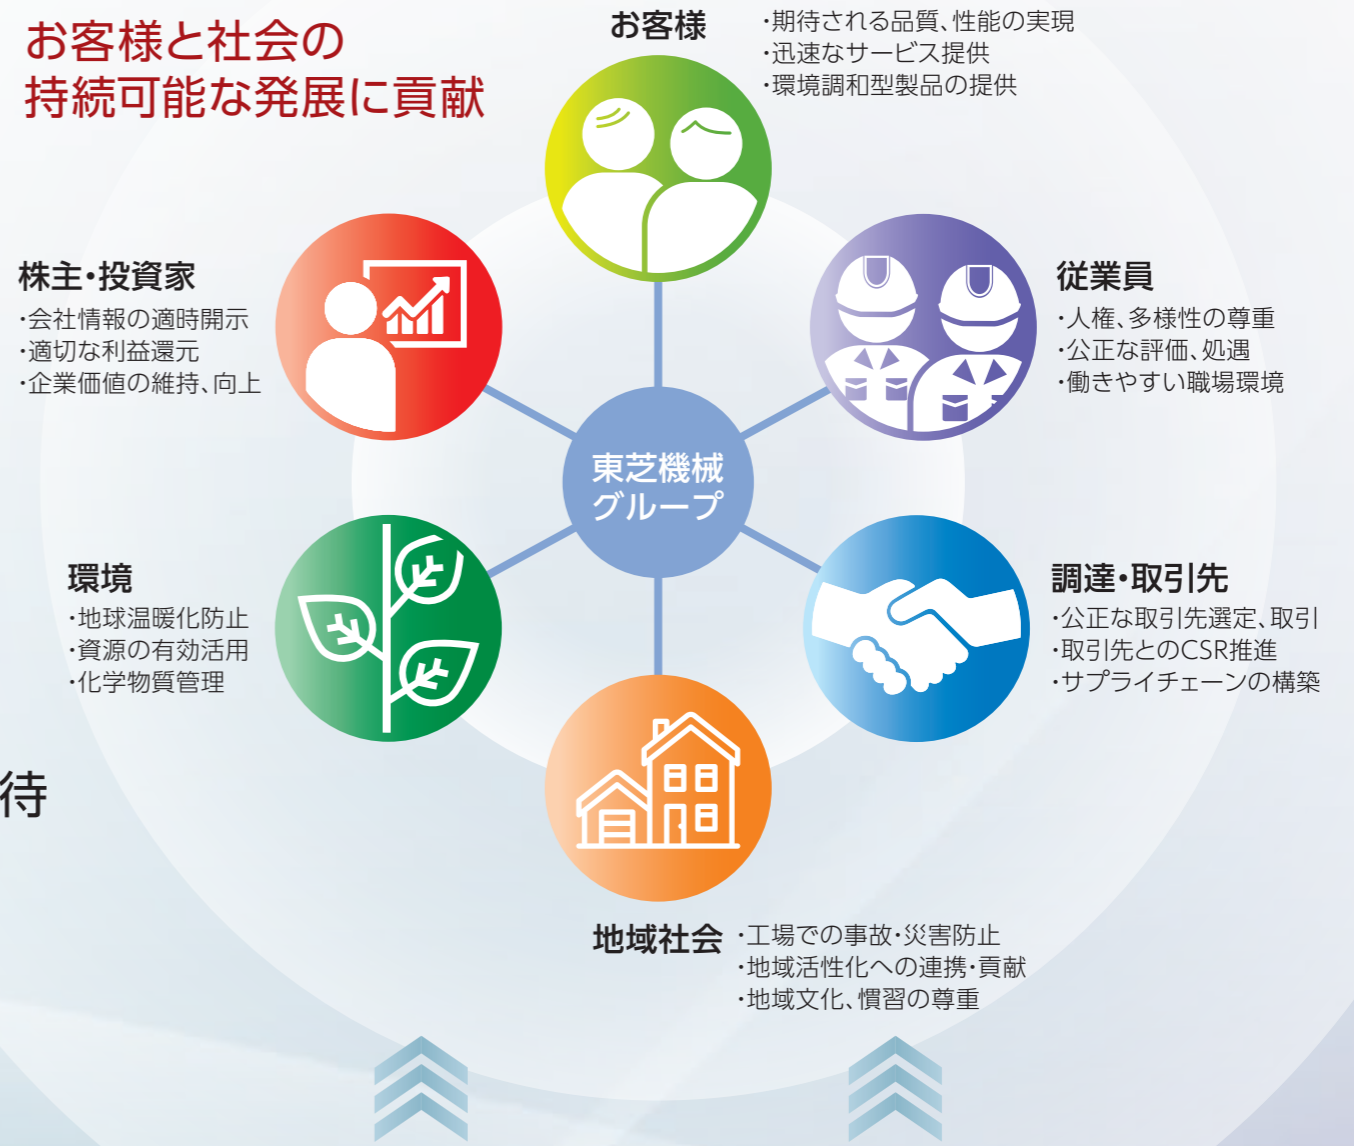 お客様と社会の
持続可能な発展に貢献
お客様
・期待される品質、性能の実現
・迅速なサービス提供
・環境調和型製品の提供
株主・投資家
・会社情報の適時開示
・適切な利益還元
・企業価値の維持、向上
従業員
・人権、多様性の尊重
・公正な評価、処遇
・働きやすい職場環境
東芝機械
グループ
環境
・地球温暖化防止
・資源の有効活用
・化学物質管理
調達・取引先
・公正な取引先選定、取引
・取引先とのCSR推進
・サプライチェーンの構築
待
地域社会
・工場での事故・災害防止
・地域活性化への連携・貢献
・地域文化、慣習の尊重